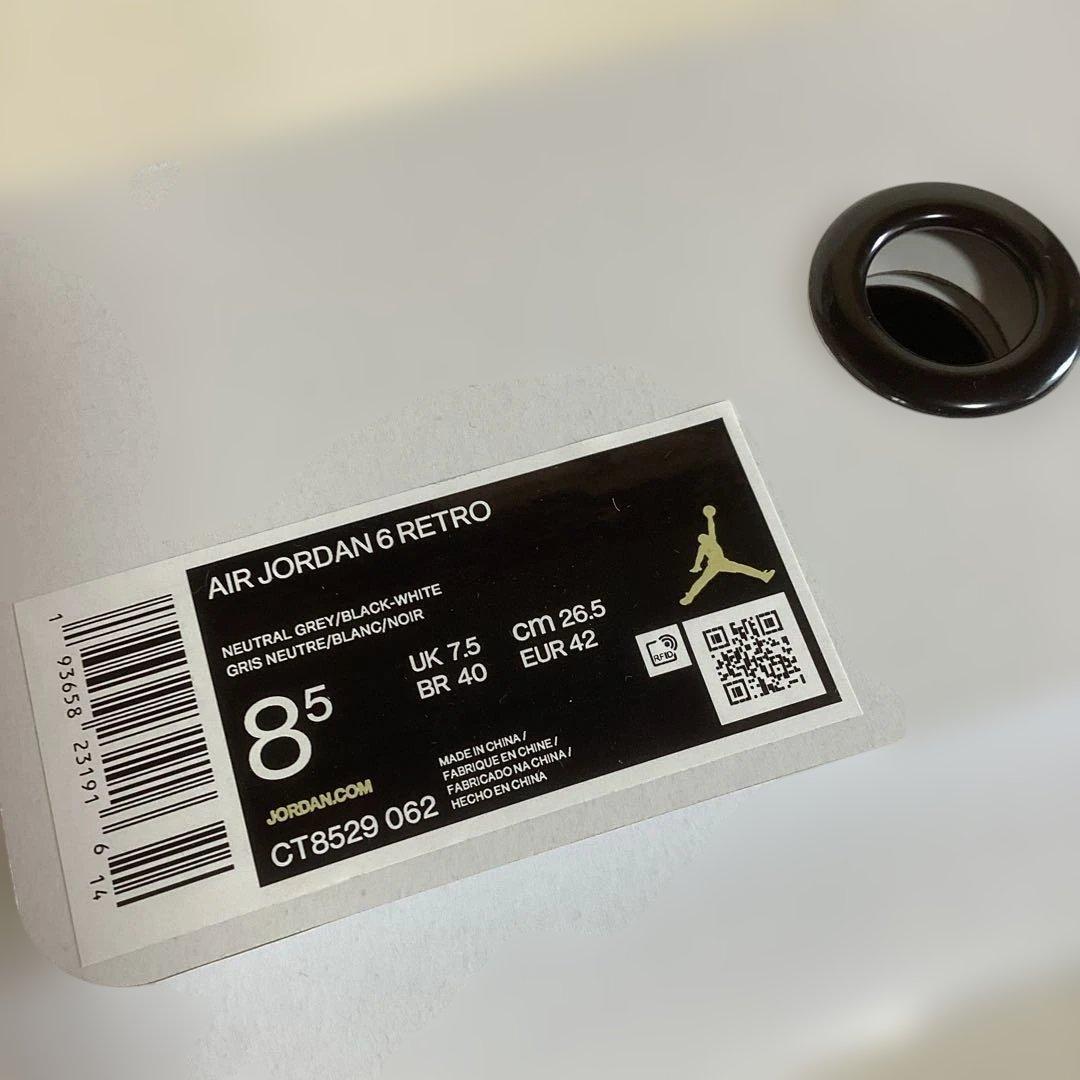 AIR JORDAN 6 RETRO
NEUTRAL GREY/BLACK-WHITE
GRIS NEUTRE/BLANC/NOIR
8⁵
UK 7.5
BR 40
cm 26.5
EUR 42
RFID
JORDAN.COM
CT8529 062
MADE IN CHINA /
FABRIQUE EN CHINE /
FABRICADO NA CHINA /
HECHO EN CHINA
1 93658 23191 6 14